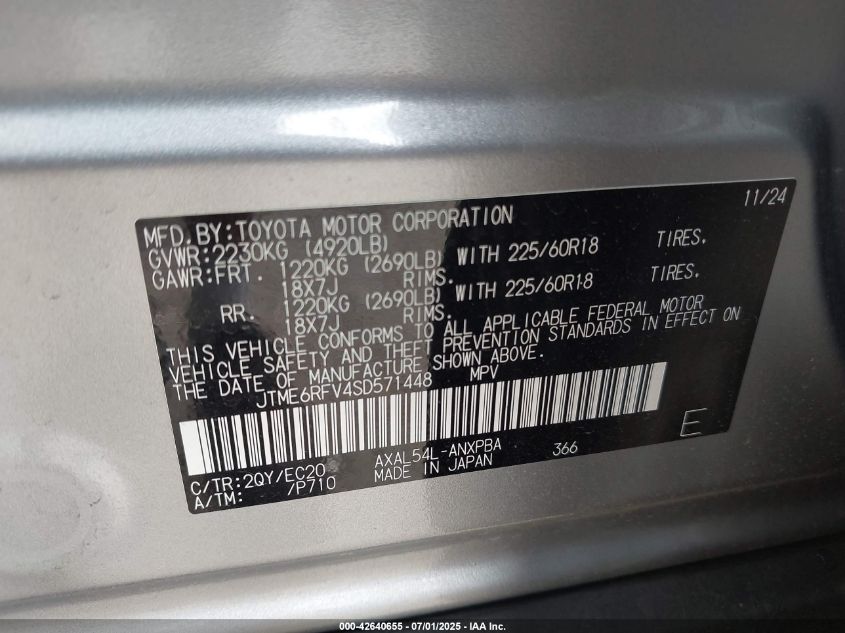 11/24
MFD. BY: TOYOTA MOTOR CORPORATION
GVWR: 2230KG (4920LB)
GAWR: FRT. 1220KG (2690LB) WITH 225/60R18 TIRES.
18X7J RIMS.
RR. 1220KG (2690LB) WITH 225/60R18 TIRES.
18X7J RIMS.
THIS VEHICLE CONFORMS TO ALL APPLICABLE FEDERAL MOTOR
VEHICLE SAFETY AND THEFT PREVENTION STANDARDS IN EFFECT ON
THE DATE OF MANUFACTURE SHOWN ABOVE.
JTME6RFV4SD571448 MPV
E
C/TR: 2QY/EC20 AXAL54L-ANXPBA 366
A/TM: /P710 MADE IN JAPAN
000-42640655 - 07/01/2025 - IAA Inc.